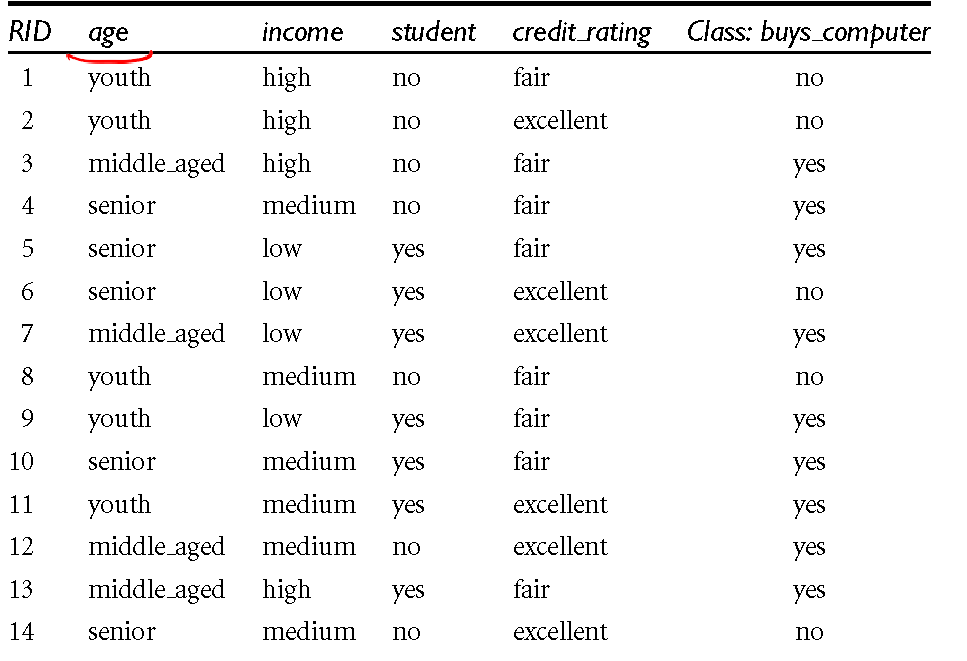 RID age income student credit_rating Class: buys_computer
1 youth high no fair no
2 youth high no excellent no
3 middle_aged high no fair yes
4 senior medium no fair yes
5 senior low yes fair yes
6 senior low yes excellent no
7 middle_aged low yes excellent yes
8 youth medium no fair no
9 youth low yes fair yes
10 senior medium yes fair yes
11 youth medium yes excellent yes
12 middle_aged medium no excellent yes
13 middle_aged high yes fair yes
14 senior medium no excellent no